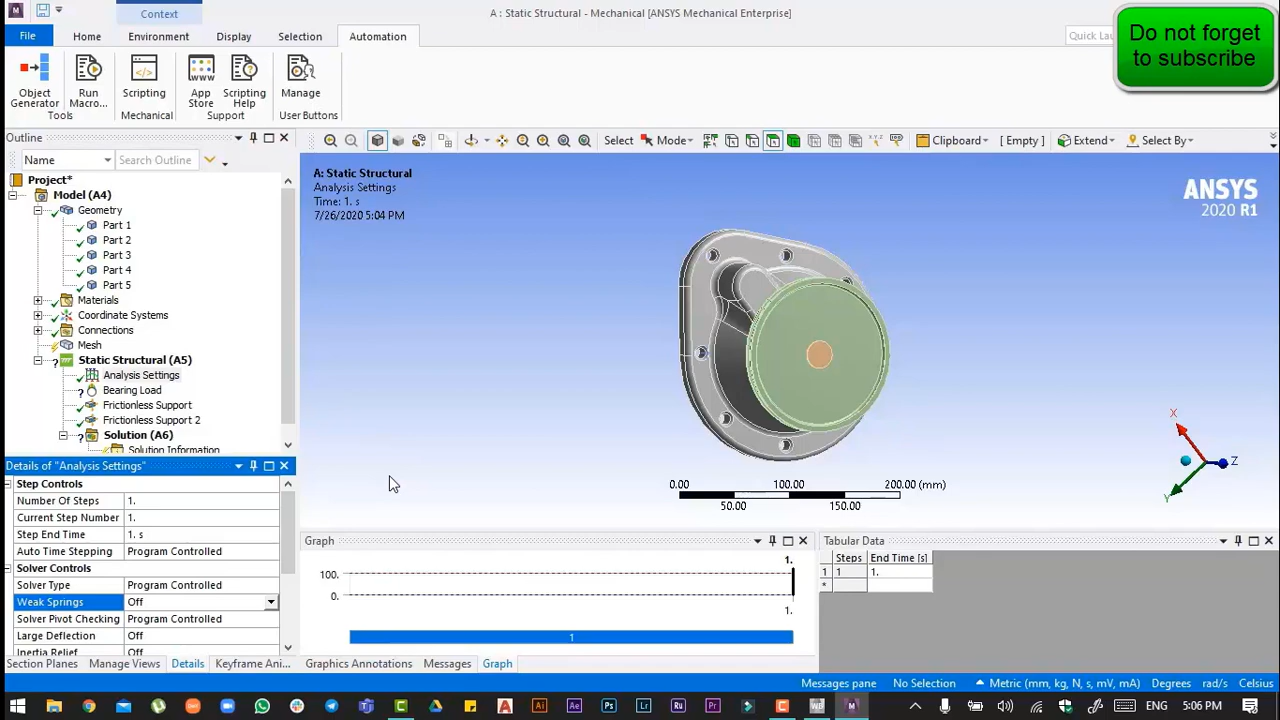 Context
A : Static Structural - Mechanical [ANSYS Mechanical Enterprise]
File
Home
Environment
Display
Selection
Automation
Quick Lau
Do not forget
to subscribe
Object
Generator
Run
Macro...
Scripting
App
Store
Scripting
Help
Manage
Tools
Mechanical
Support
User Buttons
Outline
Select
Mode
Clipboard
[ Empty ]
Extend
Select By
Name
Search Outline
Project*
Model (A4)
Geometry
Part 1
Part 2
Part 3
Part 4
Part 5
Materials
Coordinate Systems
Connections
Mesh
Static Structural (A5)
Analysis Settings
Bearing Load
Frictionless Support
Frictionless Support 2
Solution (A6)
Solution Information
A: Static Structural
Analysis Settings
Time: 1. s
7/26/2020 5:04 PM
ANSYS
2020 R1
X
Z
Y
0.00 100.00 200.00 (mm)
50.00 150.00
Details of "Analysis Settings"
Step Controls
Number Of Steps 1.
Current Step Number 1.
Step End Time 1. s
Auto Time Stepping Program Controlled
Solver Controls
Solver Type Program Controlled
Weak Springs Off
Solver Pivot Checking Program Controlled
Large Deflection Off
Inertia Relief Off
Section Planes
Manage Views
Details
Keyframe Ani...
Graph
1.
100.
0.
1.
1
Graphics Annotations
Messages
Graph
Tabular Data
Steps End Time [s]
1 1 1.
*
Messages pane
No Selection
Metric (mm, kg, N, s, mV, mA)
Degrees
rad/s
Celsius
5:06 PM